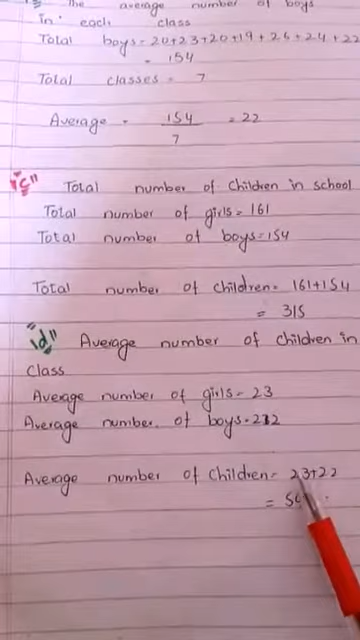 the average number of boys
in each class
Total boys = 20+23+20+19+26+24+22
= 154
Total classes = 7
Average = 154/7 = 22
"c" Total number of Children in school
Total number of girls = 161
Total number of boys = 154
Total number of children = 161+154
= 315
"d" Average number of children in
class
Average number of girls = 23
Average number of boys = 22
Average number of Children = 23+22
=